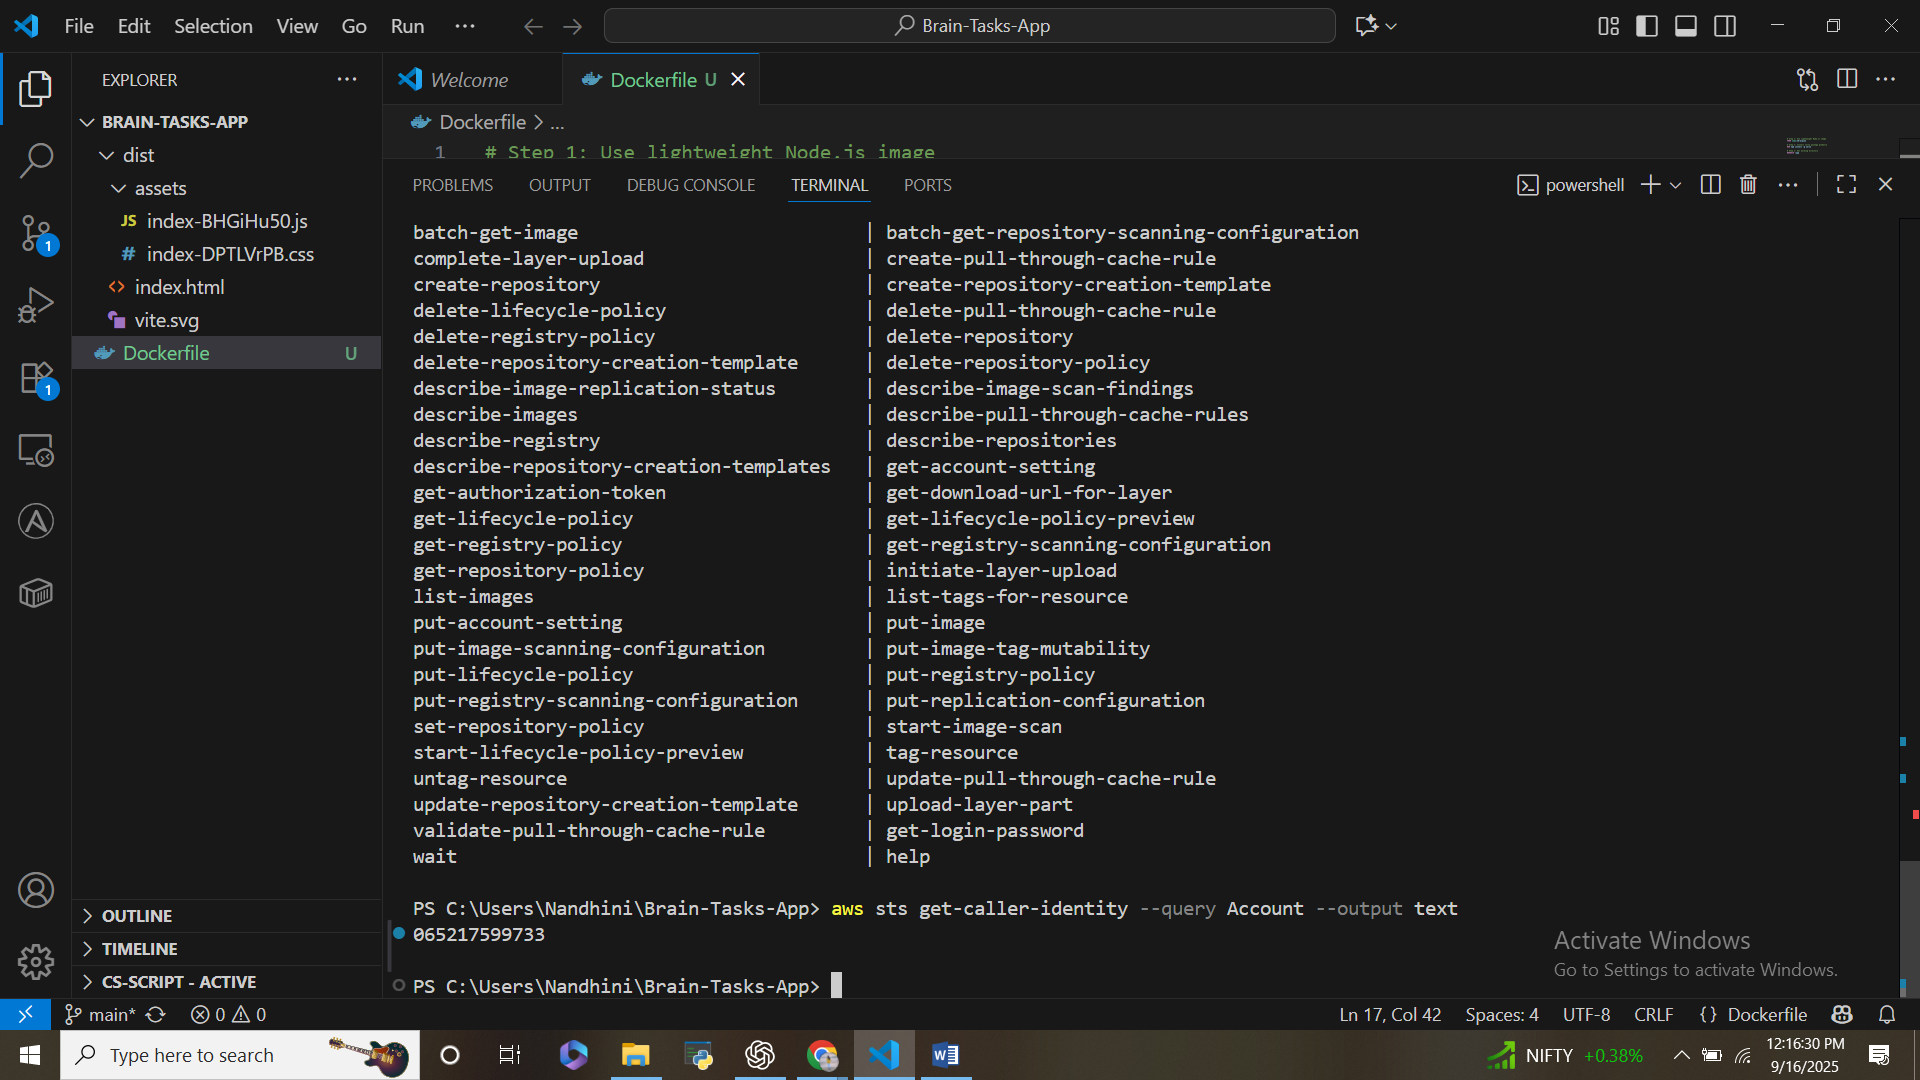 File Edit Selection View Go Run ···
Brain-Tasks-App
EXPLORER
BRAIN-TASKS-APP
dist
assets
JS index-BHGiHu50.js
# index-DPTLVrPB.css
<> index.html
vite.svg
Dockerfile U
1
1
OUTLINE
TIMELINE
CS-SCRIPT - ACTIVE
Welcome
Dockerfile U
Dockerfile > ...
1 # Step 1: Use lightweight Node.js image
PROBLEMS OUTPUT DEBUG CONSOLE TERMINAL PORTS
powershell
batch-get-image | batch-get-repository-scanning-configuration
complete-layer-upload | create-pull-through-cache-rule
create-repository | create-repository-creation-template
delete-lifecycle-policy | delete-pull-through-cache-rule
delete-registry-policy | delete-repository
delete-repository-creation-template | delete-repository-policy
describe-image-replication-status | describe-image-scan-findings
describe-images | describe-pull-through-cache-rules
describe-registry | describe-repositories
describe-repository-creation-templates | get-account-setting
get-authorization-token | get-download-url-for-layer
get-lifecycle-policy | get-lifecycle-policy-preview
get-registry-policy | get-registry-scanning-configuration
get-repository-policy | initiate-layer-upload
list-images | list-tags-for-resource
put-account-setting | put-image
put-image-scanning-configuration | put-image-tag-mutability
put-lifecycle-policy | put-registry-policy
put-registry-scanning-configuration | put-replication-configuration
set-repository-policy | start-image-scan
start-lifecycle-policy-preview | tag-resource
untag-resource | update-pull-through-cache-rule
update-repository-creation-template | upload-layer-part
validate-pull-through-cache-rule | get-login-password
wait | help
PS C:\Users\Nandhini\Brain-Tasks-App> aws sts get-caller-identity --query Account --output text
065217599733
PS C:\Users\Nandhini\Brain-Tasks-App>
Activate Windows
Go to Settings to activate Windows.
main* 0 0 Ln 17, Col 42 Spaces: 4 UTF-8 CRLF {} Dockerfile
Type here to search
NIFTY +0.38%
12:16:30 PM
9/16/2025